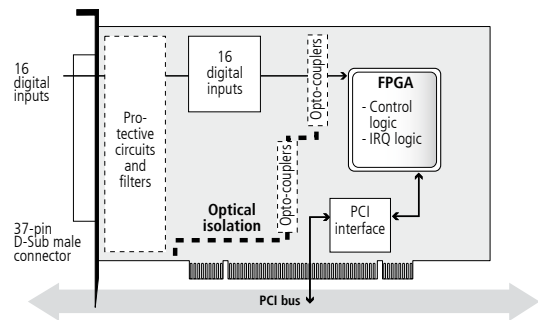 16
digital
inputs
Pro-
tective
circuits
and
filters
16
digital
inputs
Opto-couplers
FPGA
- Control
logic
- IRQ logic
Opto-couplers
Optical
isolation
PCI
interface
37-pin
D-Sub male
connector
PCI bus